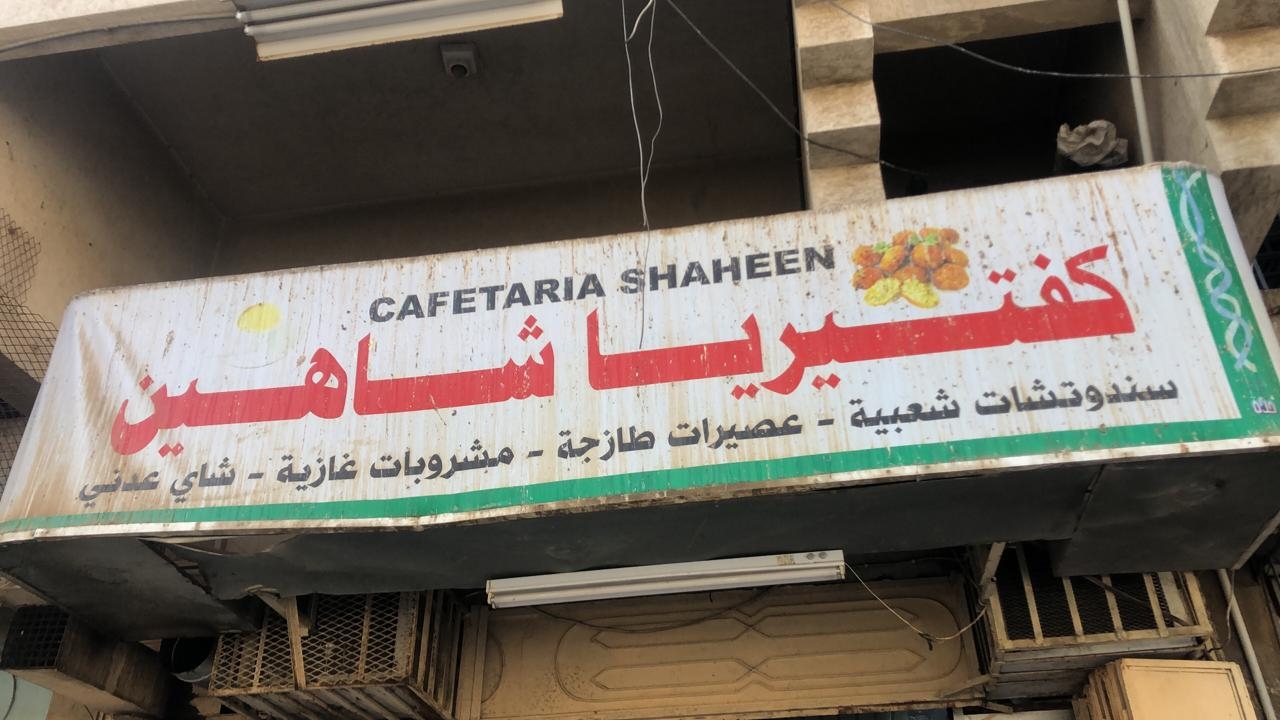 CAFETARIA SHAHEEN
كفتيريا شاهين
سندوتشات شعبية - عصيرات طازجة - مشروبات غازية - شاي عدني